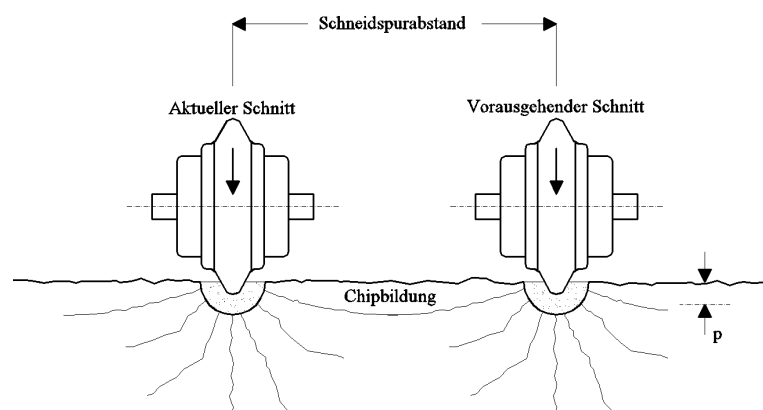 Schneidspurabstand
Aktueller Schnitt
Vorausgehender Schnitt
Chipbildung
p